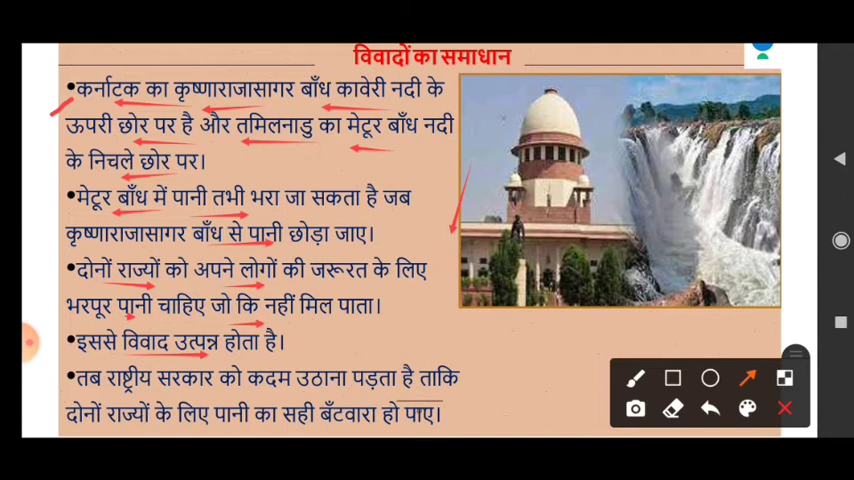 विवादों का समाधान
•कर्नाटक का कृष्णाराजासागर बाँध कावेरी नदी के
ऊपरी छोर पर है और तमिलनाडु का मेटूर बाँध नदी
के निचले छोर पर।
•मेटूर बाँध में पानी तभी भरा जा सकता है जब
कृष्णाराजासागर बाँध से पानी छोड़ा जाए।
•दोनों राज्यों को अपने लोगों की जरूरत के लिए
भरपूर पानी चाहिए जो कि नहीं मिल पाता।
•इससे विवाद उत्पन्न होता है।
•तब राष्ट्रीय सरकार को कदम उठाना पड़ता है ताकि
दोनों राज्यों के लिए पानी का सही बँटवारा हो पाए।